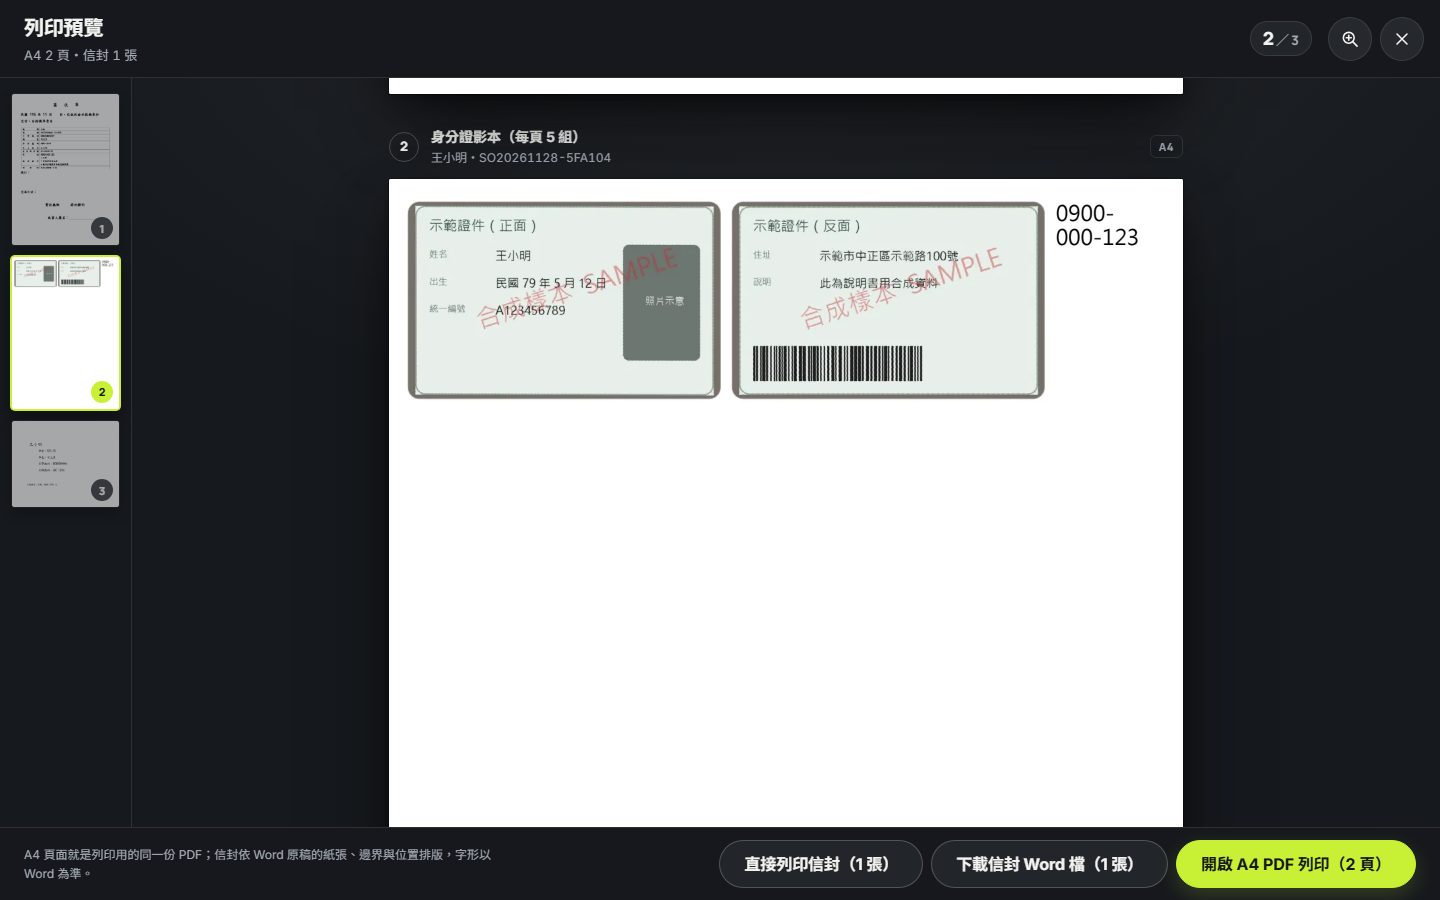 列印預覽
A4 2 頁・信封 1 張
2／3
1
2
3
2
身分證影本（每頁 5 組）
王小明・SO20261128-5FA104
A4
示範證件（正面）
姓名 王小明
出生 民國 79 年 5 月 12 日
統一編號 A123456789
照片示意
合成樣本 SAMPLE
示範證件（反面）
住址 示範市中正區示範路100號
說明 此為說明書用合成資料
合成樣本 SAMPLE
0900-
000-123
A4 頁面就是列印用的同一份 PDF；信封依 Word 原稿的紙張、邊界與位置排版，字形以
Word 為準。
直接列印信封（1 張）
下載信封 Word 檔（1 張）
開啟 A4 PDF 列印（2 頁）